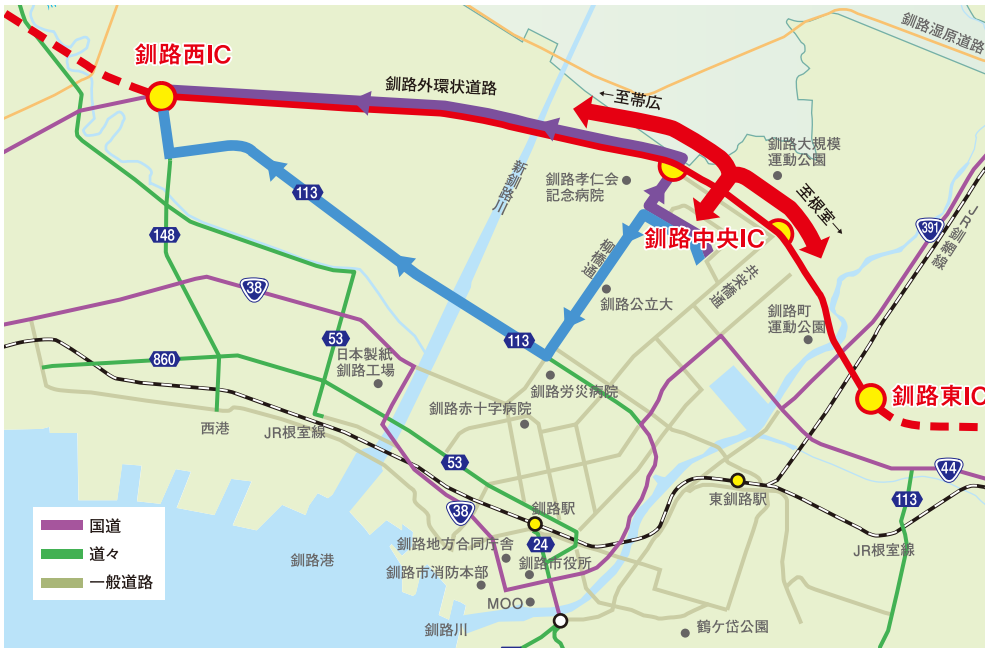 釧路湿原道路
釧路西IC
釧路外環状道路
←至帯広
釧路大規模
運動公園
釧路孝仁会
記念病院
新釧路川
113
至根室→
JR釧網線
391
148
釧路中央IC
柳橋通
共栄橋通
38
釧路公立大
釧路町
運動公園
53
113
860
日本製紙
釧路工場
釧路労災病院
釧路東IC
釧路赤十字病院
西港
JR根室線
53
44
東釧路駅
113
38
釧路駅
国道
道々
一般道路
釧路地方合同庁舎
24
JR根室線
釧路港
釧路市役所
釧路市消防本部
MOO
釧路川
鶴ケ岱公園